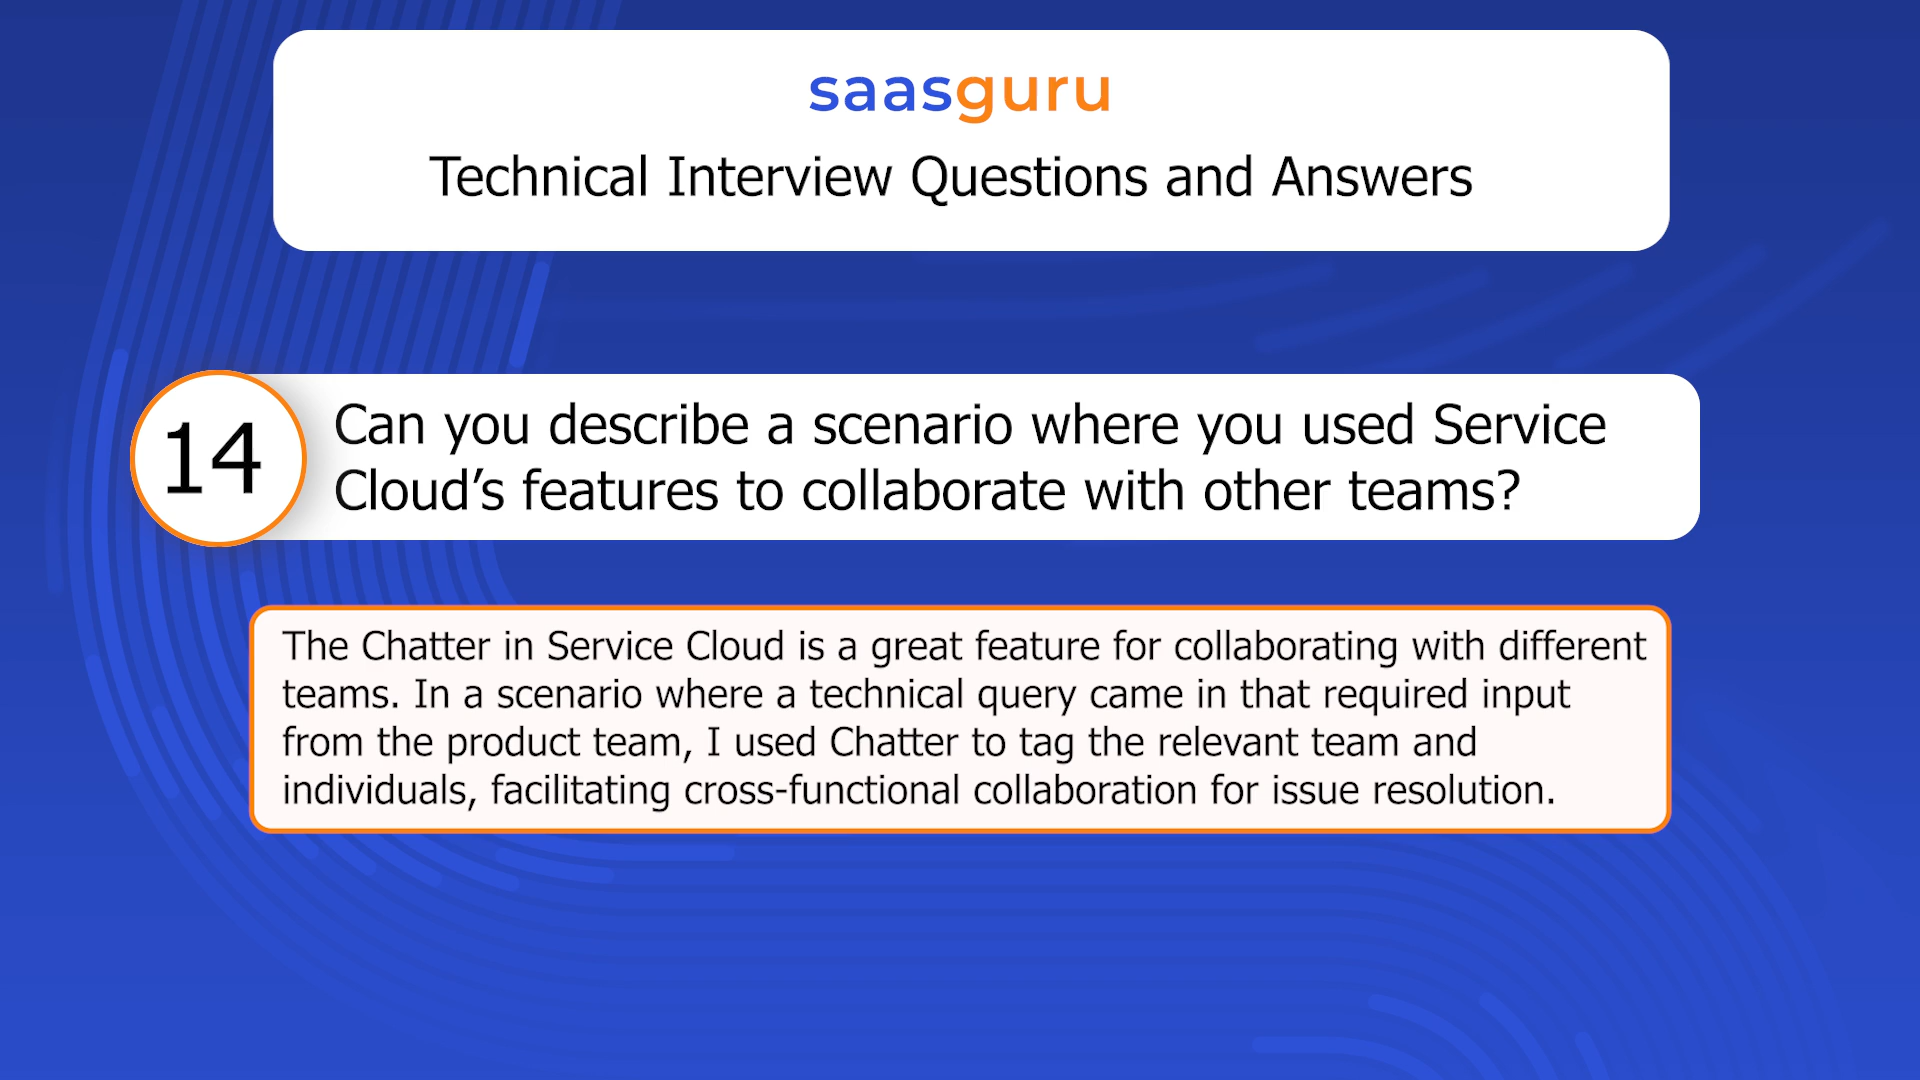 saasguru
Technical Interview Questions and Answers
14
Can you describe a scenario where you used Service
Cloud’s features to collaborate with other teams?
The Chatter in Service Cloud is a great feature for collaborating with different
teams. In a scenario where a technical query came in that required input
from the product team, I used Chatter to tag the relevant team and
individuals, facilitating cross-functional collaboration for issue resolution.